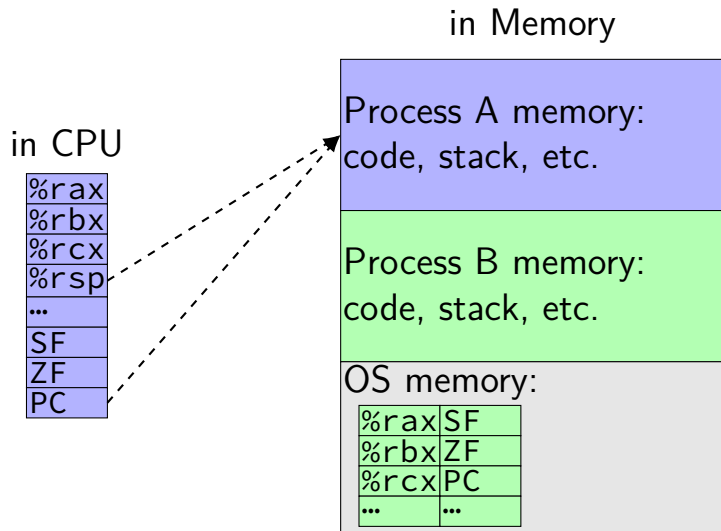 in Memory
in CPU
%rax
%rbx
%rcx
%rsp
…
SF
ZF
PC
Process A memory:
code, stack, etc.
Process B memory:
code, stack, etc.
OS memory:
%rax SF
%rbx ZF
%rcx PC
… …